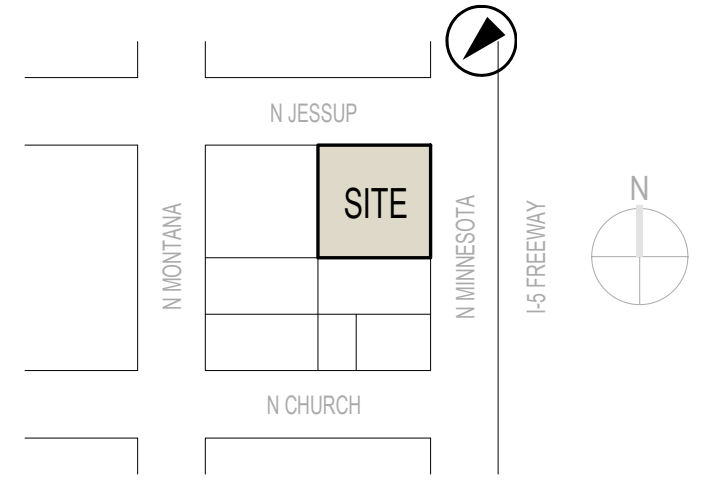 N JESSUP
SITE
N MONTANA
N MINNESOTA
I-5 FREEWAY
N
N CHURCH